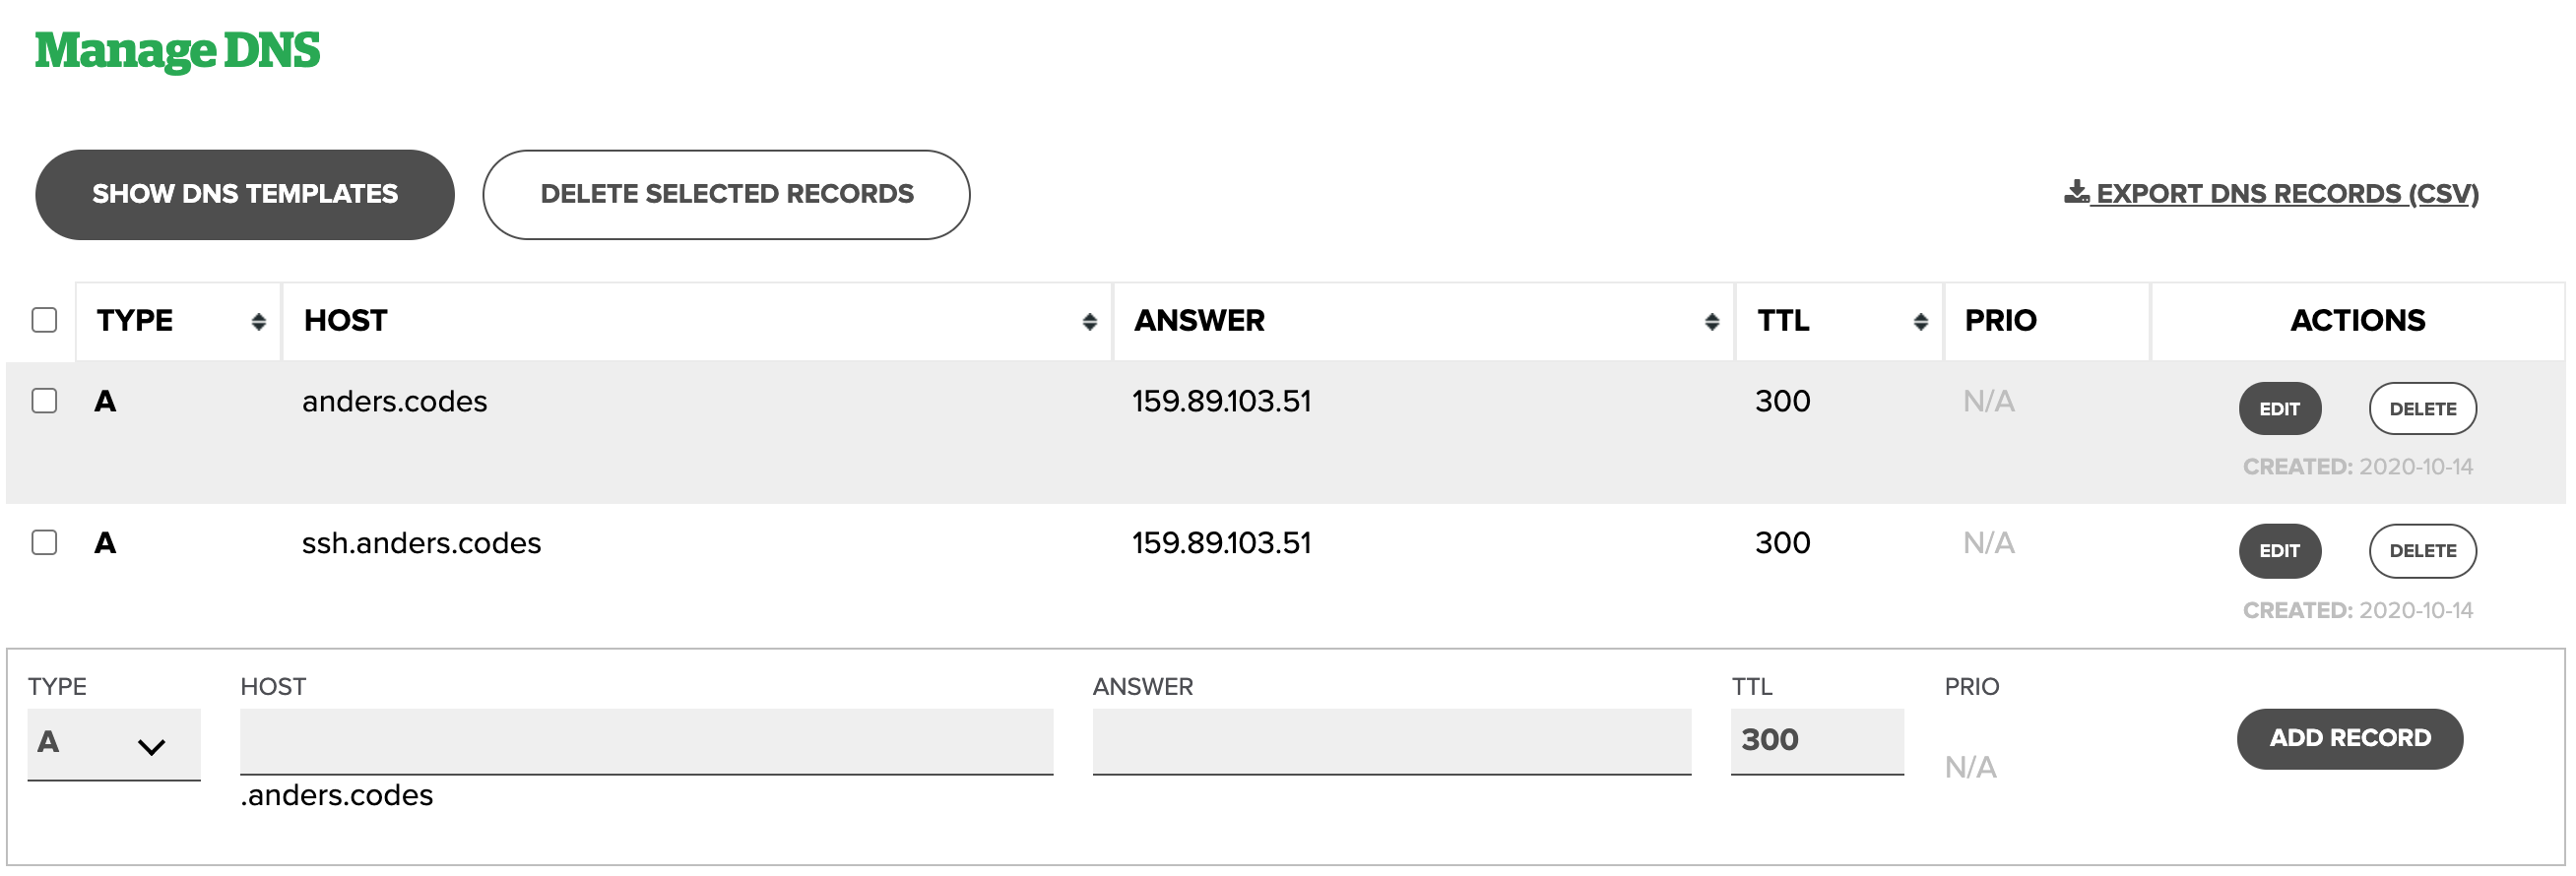 Manage DNS
SHOW DNS TEMPLATES DELETE SELECTED RECORDS EXPORT DNS RECORDS (CSV)
TYPE HOST ANSWER TTL PRIO ACTIONS
A anders.codes 159.89.103.51 300 N/A EDIT DELETE
CREATED: 2020-10-14
A ssh.anders.codes 159.89.103.51 300 N/A EDIT DELETE
CREATED: 2020-10-14
TYPE HOST ANSWER TTL PRIO
A 300 N/A ADD RECORD
.anders.codes